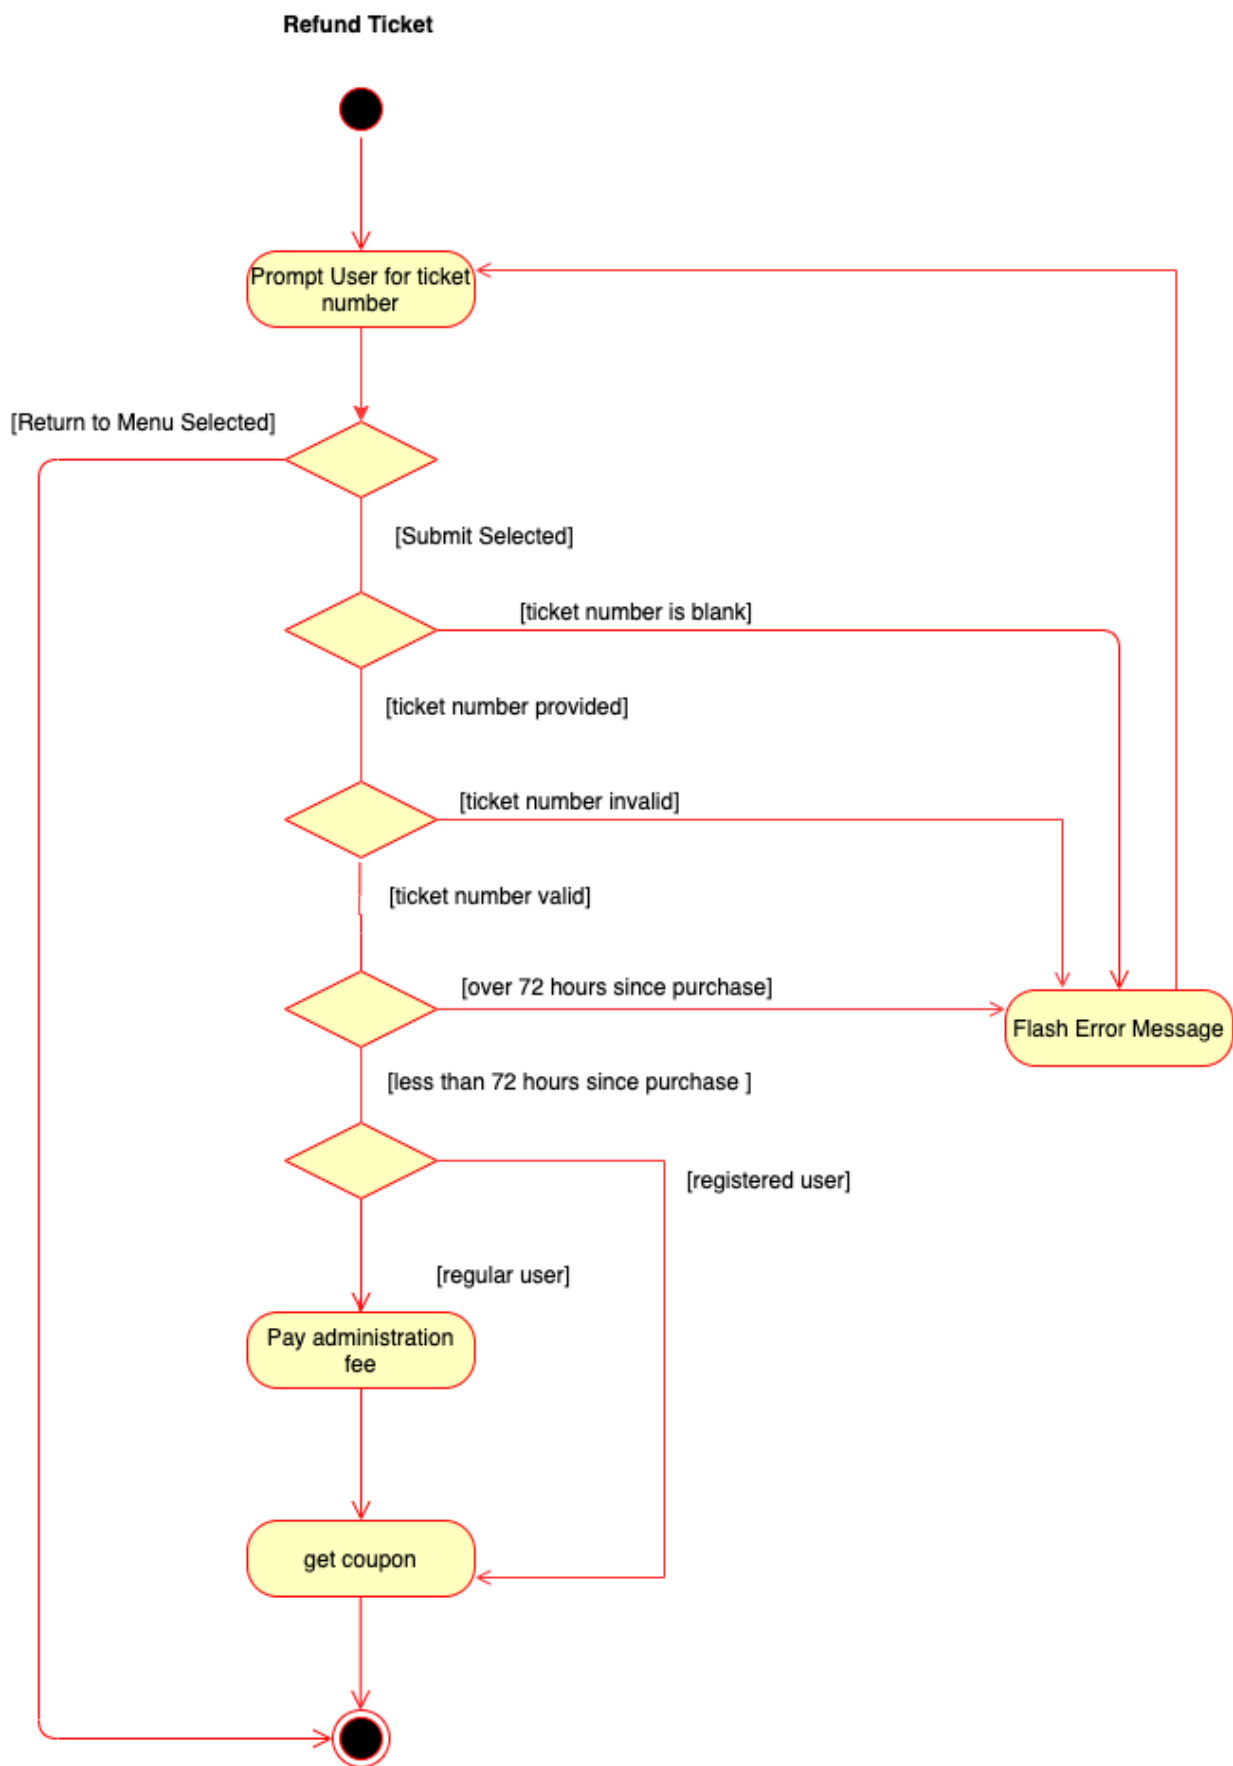 Refund Ticket
Prompt User for ticket
number
[Return to Menu Selected]
[Submit Selected]
[ticket number is blank]
[ticket number provided]
[ticket number invalid]
[ticket number valid]
[over 72 hours since purchase]
Flash Error Message
[less than 72 hours since purchase ]
[registered user]
[regular user]
Pay administration
fee
get coupon